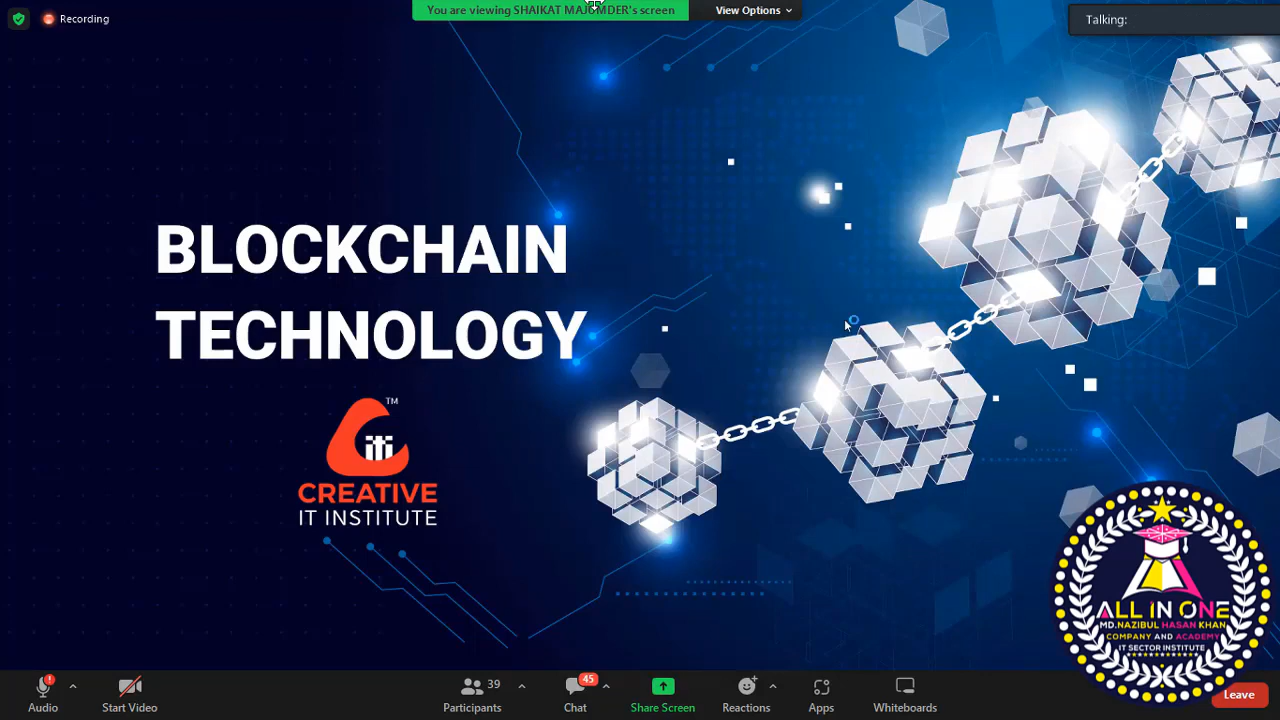 Recording
You are viewing SHAIKAT MAJUMDER's screen
View Options
Talking:
BLOCKCHAIN
TECHNOLOGY
TM
iTi
CREATIVE
IT INSTITUTE
ALL IN ONE
MD.NAZIBUL HASAN KHAN
COMPANY AND ACADEMY
IT SECTOR INSTITUTE
Audio
Start Video
39
Participants
45
Chat
Share Screen
Reactions
Apps
Whiteboards
Leave